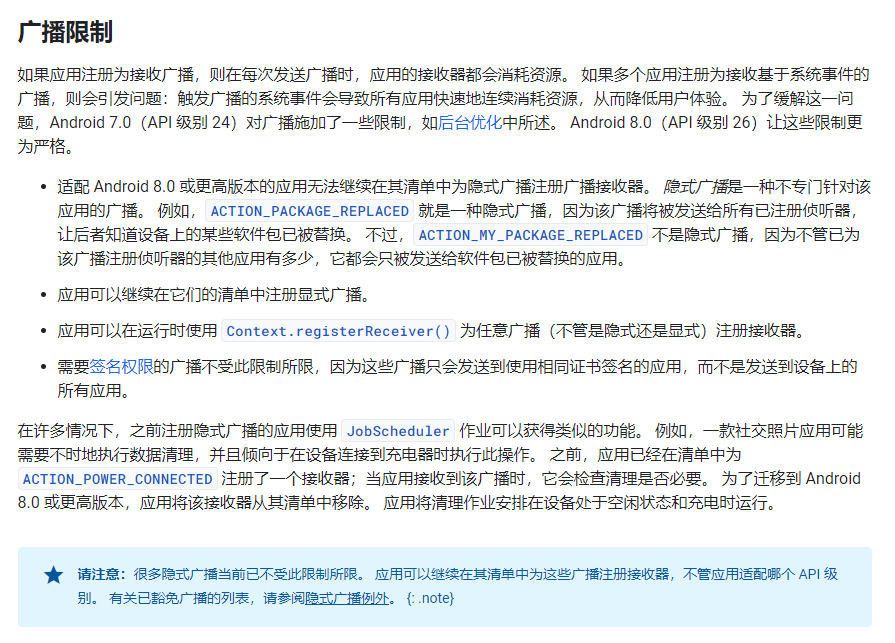 广播限制
如果应用注册为接收广播，则在每次发送广播时，应用的接收器都会消耗资源。 如果多个应用注册为接收基于系统事件的
广播，则会引发问题：触发广播的系统事件会导致所有应用快速地连续消耗资源，从而降低用户体验。 为了缓解这一问
题，Android 7.0（API 级别 24）对广播施加了一些限制，如后台优化中所述。 Android 8.0（API 级别 26）让这些限制更
为严格。
• 适配 Android 8.0 或更高版本的应用无法继续在其清单中为隐式广播注册广播接收器。 隐式广播是一种不专门针对该
应用的广播。 例如，ACTION_PACKAGE_REPLACED 就是一种隐式广播，因为该广播将被发送给所有已注册侦听器，
让后者知道设备上的某些软件包已被替换。 不过，ACTION_MY_PACKAGE_REPLACED 不是隐式广播，因为不管已为
该广播注册侦听器的其他应用有多少，它都会只被发送给软件包已被替换的应用。
• 应用可以继续在它们的清单中注册显式广播。
• 应用可以在运行时使用 Context.registerReceiver() 为任意广播（不管是隐式还是显式）注册接收器。
• 需要签名权限的广播不受此限制所限，因为这些广播只会发送到使用相同证书签名的应用，而不是发送到设备上的
所有应用。
在许多情况下，之前注册隐式广播的应用使用 JobScheduler 作业可以获得类似的功能。 例如，一款社交照片应用可能
需要不时地执行数据清理，并且倾向于在设备连接到充电器时执行此操作。 之前，应用已经在清单中为
ACTION_POWER_CONNECTED 注册了一个接收器；当应用接收到该广播时，它会检查清理是否必要。 为了迁移到 Android
8.0 或更高版本，应用将该接收器从其清单中移除。 应用将清理作业安排在设备处于空闲状态和充电时运行。
★ 请注意：很多隐式广播当前已不受此限制所限。 应用可以继续在其清单中为这些广播注册接收器，不管应用适配哪个 API 级
别。 有关已豁免广播的列表，请参阅隐式广播例外。 {: .note}